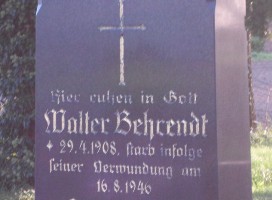 Hier ruhen in Gott
Walter Behrendt
* 29.4.1908, starb infolge
seiner Verwundung am
16.8.1946